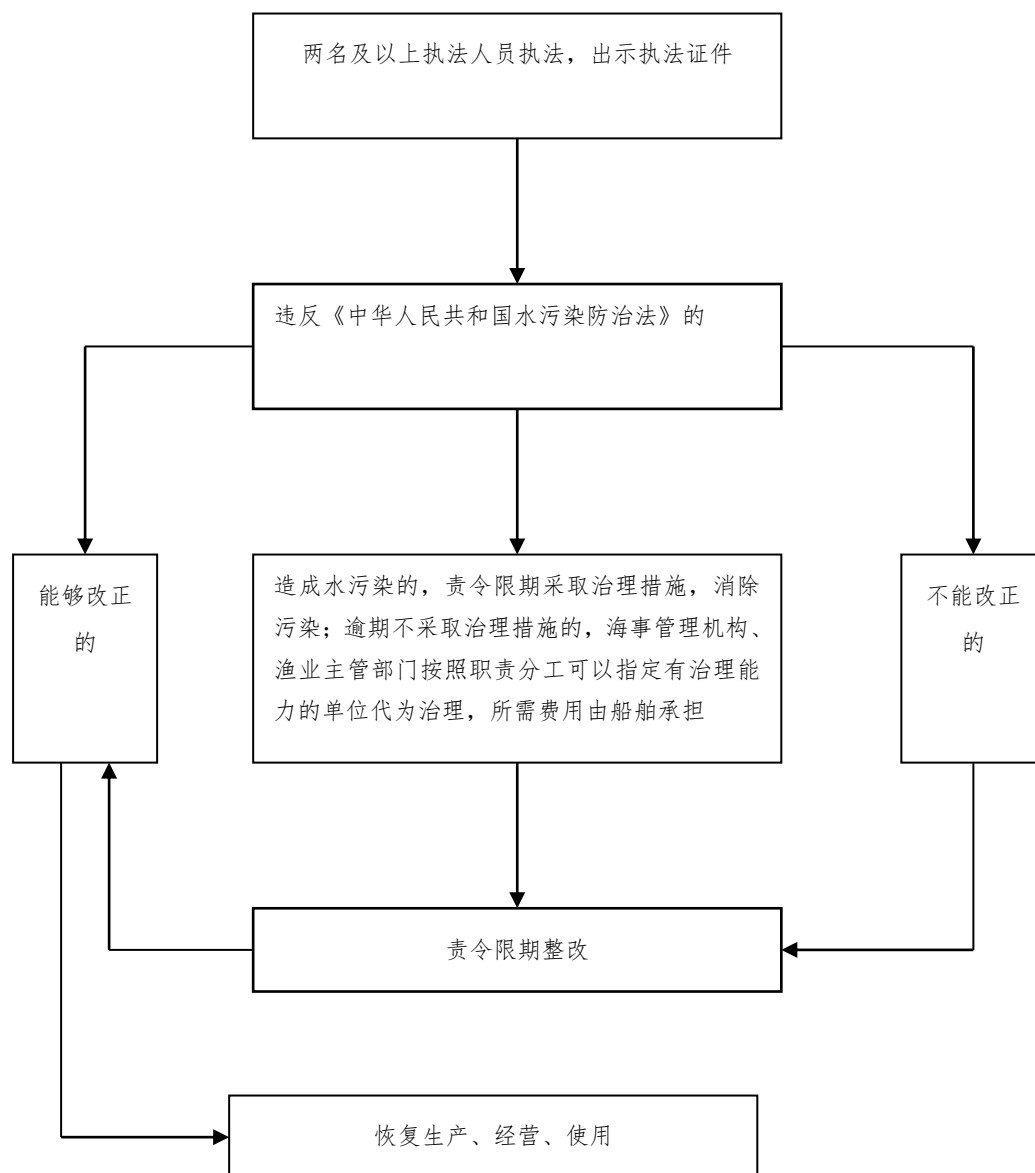 两名及以上执法人员执法，出示执法证件
违反《中华人民共和国水污染防治法》的
能够改正
的
造成水污染的，责令限期采取治理措施，消除
污染；逾期不采取治理措施的，海事管理机构、
渔业主管部门按照职责分工可以指定有治理能
力的单位代为治理，所需费用由船舶承担
不能改正
的
责令限期整改
恢复生产、经营、使用